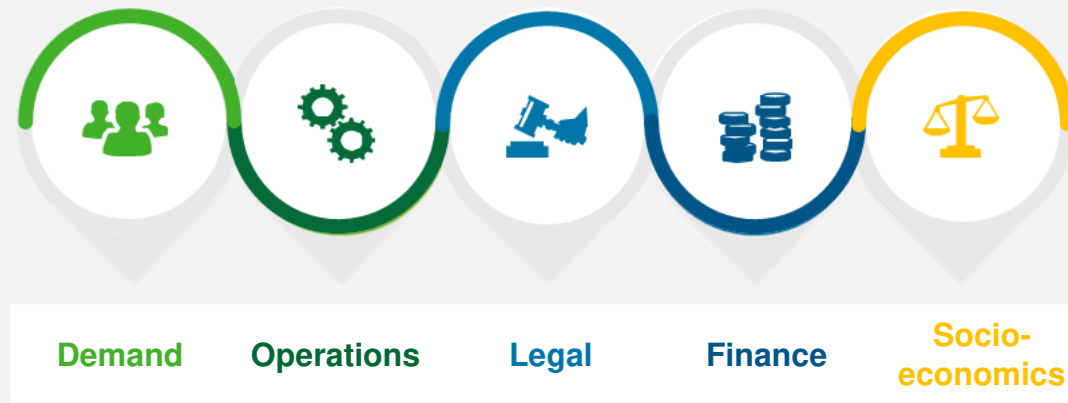 Demand
Operations
Legal
Finance
Socio-
economics